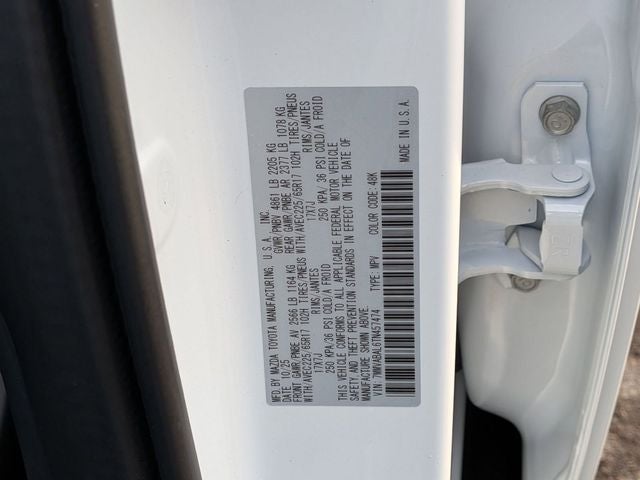 MFD.BY MAZDA TOYOTA MANUFACTURING, U.S.A., INC.
10/25 GVWR/PNBV 4861 LB 2205 KG
FRONT GAWR/PNBE AV 2566 LB 1164 KG REAR GAWR/PNBE AR 2377 LB 1078 KG
WITH/AVEC225/65R17 102H TIRES/PNEUS WITH/AVEC225/65R17 102H TIRES/PNEUS
17X7J RIMS/JANTES 17X7J RIMS/JANTES
250 KPA/ 36 PSI COLD/A FROID 250 KPA/ 36 PSI COLD/A FROID
THIS VEHICLE CONFORMS TO ALL APPLICABLE FEDERAL MOTOR VEHICLE
SAFETY AND THEFT PREVENTION STANDARDS IN EFFECT ON THE DATE OF
MANUFACTURE SHOWN ABOVE. COLOR CODE: 48K
VIN: TYPE: MPV MADE IN U.S.A.